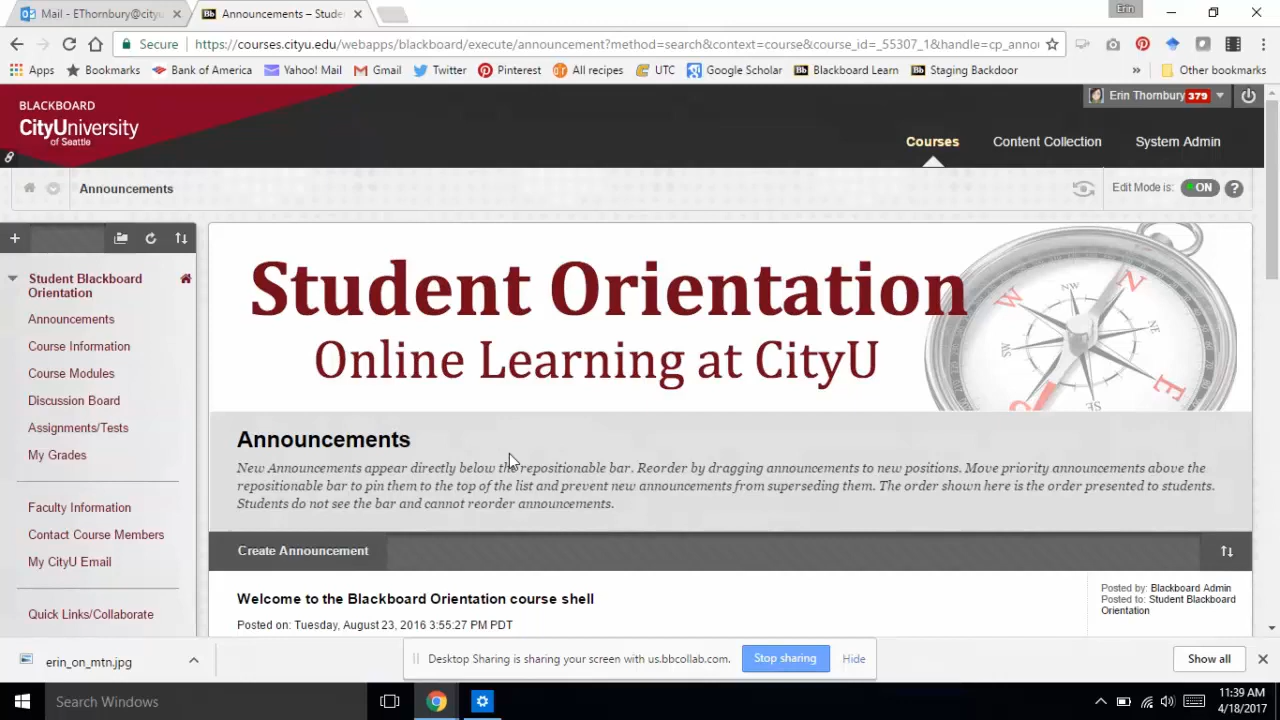 Mail - EThornbury@city
Announcements – Stude
Erin
Secure
https://courses.cityu.edu/webapps/blackboard/execute/announcement?method=search&context=course&course_id=_55307_1&handle=cp_annou
Apps
Bookmarks
Bank of America
Yahoo! Mail
Gmail
Twitter
Pinterest
All recipes
UTC
Google Scholar
Blackboard Learn
Staging Backdoor
Other bookmarks
BLACKBOARD
CityUniversity
of Seattle
Erin Thornbury 379
Courses
Content Collection
System Admin
Announcements
Edit Mode is: ON ?
Student Blackboard
Orientation
Announcements
Course Information
Course Modules
Discussion Board
Assignments/Tests
My Grades
Faculty Information
Contact Course Members
My CityU Email
Quick Links/Collaborate
Student Orientation
Online Learning at CityU
N
NW
W
NE
SW
E
SE
Announcements
New Announcements appear directly below the repositionable bar. Reorder by dragging announcements to new positions. Move priority announcements above the
repositionable bar to pin them to the top of the list and prevent new announcements from superseding them. The order shown here is the order presented to students.
Students do not see the bar and cannot reorder announcements.
Create Announcement
Welcome to the Blackboard Orientation course shell
Posted on: Tuesday, August 23, 2016 3:55:27 PM PDT
Posted by: Blackboard Admin
Posted to: Student Blackboard
Orientation
erin_on_mtn.jpg
Desktop Sharing is sharing your screen with us.bbcollab.com.
Stop sharing
Hide
Show all
Search Windows
11:39 AM
4/18/2017